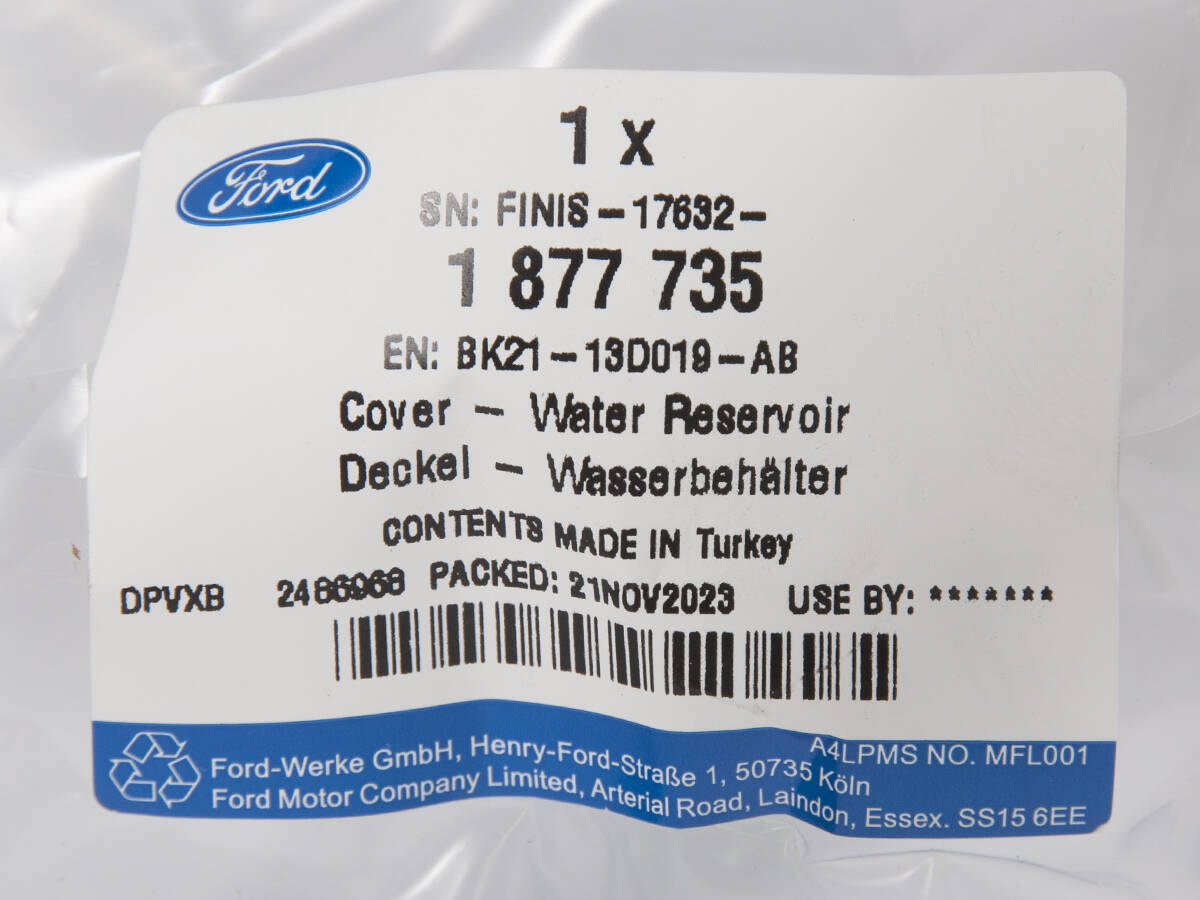 Ford
1 x
SN: FINIS-17632-
1 877 735
EN: BK21-13D019-AB
Cover - Water Reservoir
Deckel - Wasserbehälter
CONTENTS MADE IN Turkey
DPVXB 2486968 PACKED: 21NOV2023 USE BY: *******
A4LPMS NO. MFL001
Ford-Werke GmbH, Henry-Ford-Straße 1, 50735 Köln
Ford Motor Company Limited, Arterial Road, Laindon, Essex. SS15 6EE